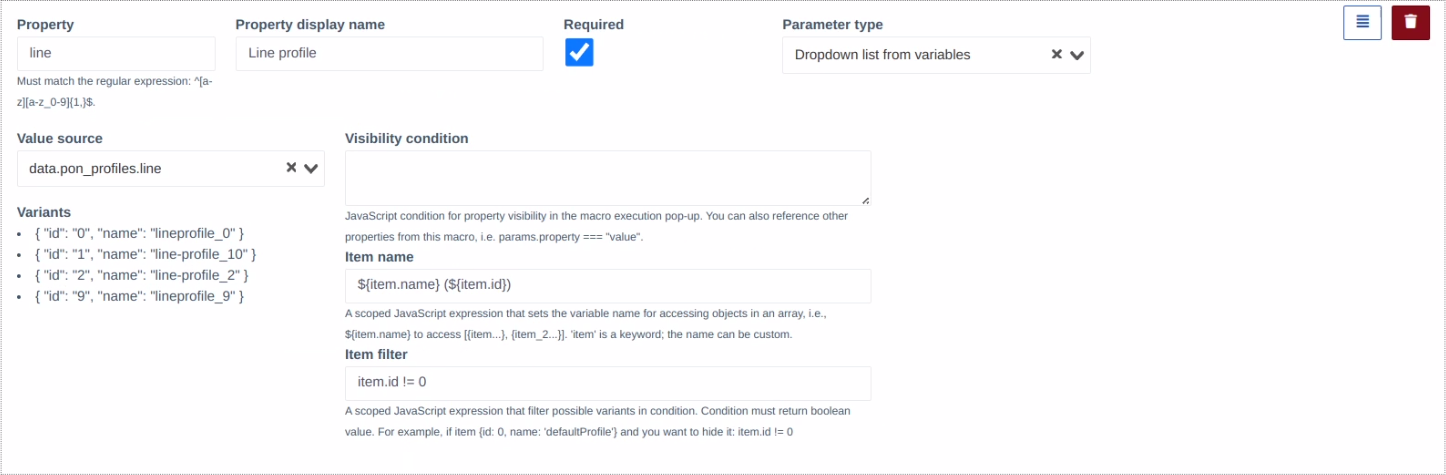 Property
Property display name
Required
Parameter type
line
Line profile
Dropdown list from variables
Must match the regular expression: ^[a-
z][a-z_0-9]{1,}$.
Value source
data.pon_profiles.line
Variants
{ "id": "0", "name": "lineprofile_0" }
{ "id": "1", "name": "line-profile_10" }
{ "id": "2", "name": "line-profile_2" }
{ "id": "9", "name": "lineprofile_9" }
Visibility condition
JavaScript condition for property visibility in the macro execution pop-up. You can also reference other
properties from this macro, i.e. params.property === "value".
Item name
${item.name} (${item.id})
A scoped JavaScript expression that sets the variable name for accessing objects in an array, i.e.,
${item.name} to access [{item...}, {item_2...}]. 'item' is a keyword; the name can be custom.
Item filter
item.id != 0
A scoped JavaScript expression that filter possible variants in condition. Condition must return boolean
value. For example, if item {id: 0, name: 'defaultProfile'} and you want to hide it: item.id != 0